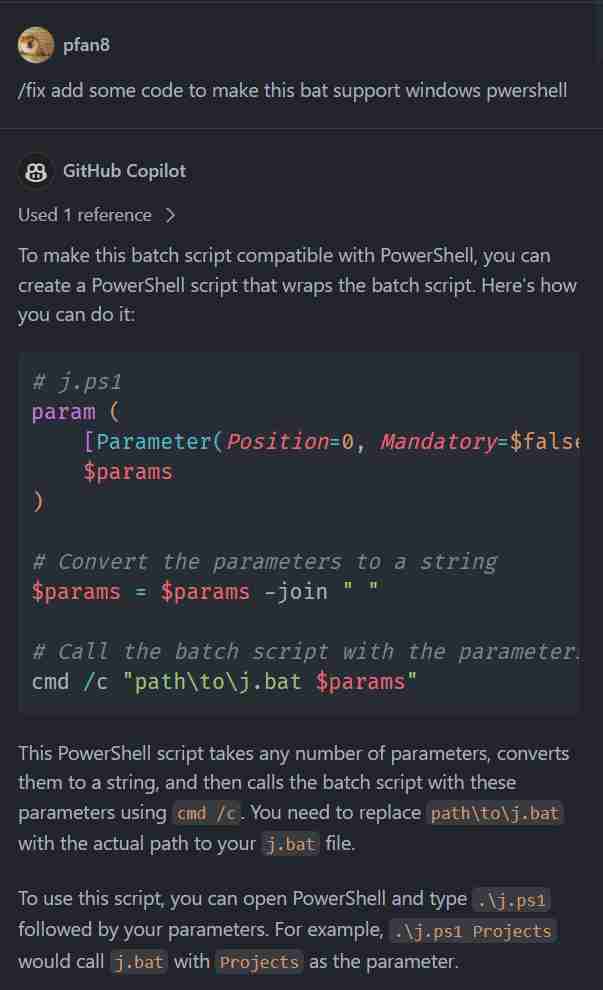 pfan8
/fix add some code to make this bat support windows pwershell
GitHub Copilot
Used 1 reference
To make this batch script compatible with PowerShell, you can
create a PowerShell script that wraps the batch script. Here's how
you can do it:
# j.ps1
param (
[Parameter(Position=0, Mandatory=$false
$params
)
# Convert the parameters to a string
$params = $params -join " "
# Call the batch script with the parameter
cmd /c "path\to\j.bat $params"
This PowerShell script takes any number of parameters, converts
them to a string, and then calls the batch script with these
parameters using cmd /c. You need to replace path\to\j.bat
with the actual path to your j.bat file.
To use this script, you can open PowerShell and type .\j.ps1
followed by your parameters. For example, .\j.ps1 Projects
would call j.bat with Projects as the parameter.